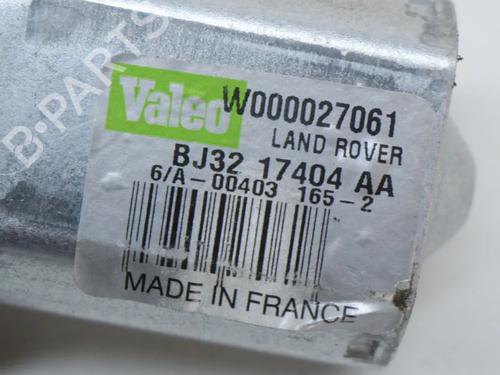 B-PARTS
Valeo W000027061
LAND ROVER
BJ32 17404 AA
6/A-00403 165-2
MADE IN FRANCE